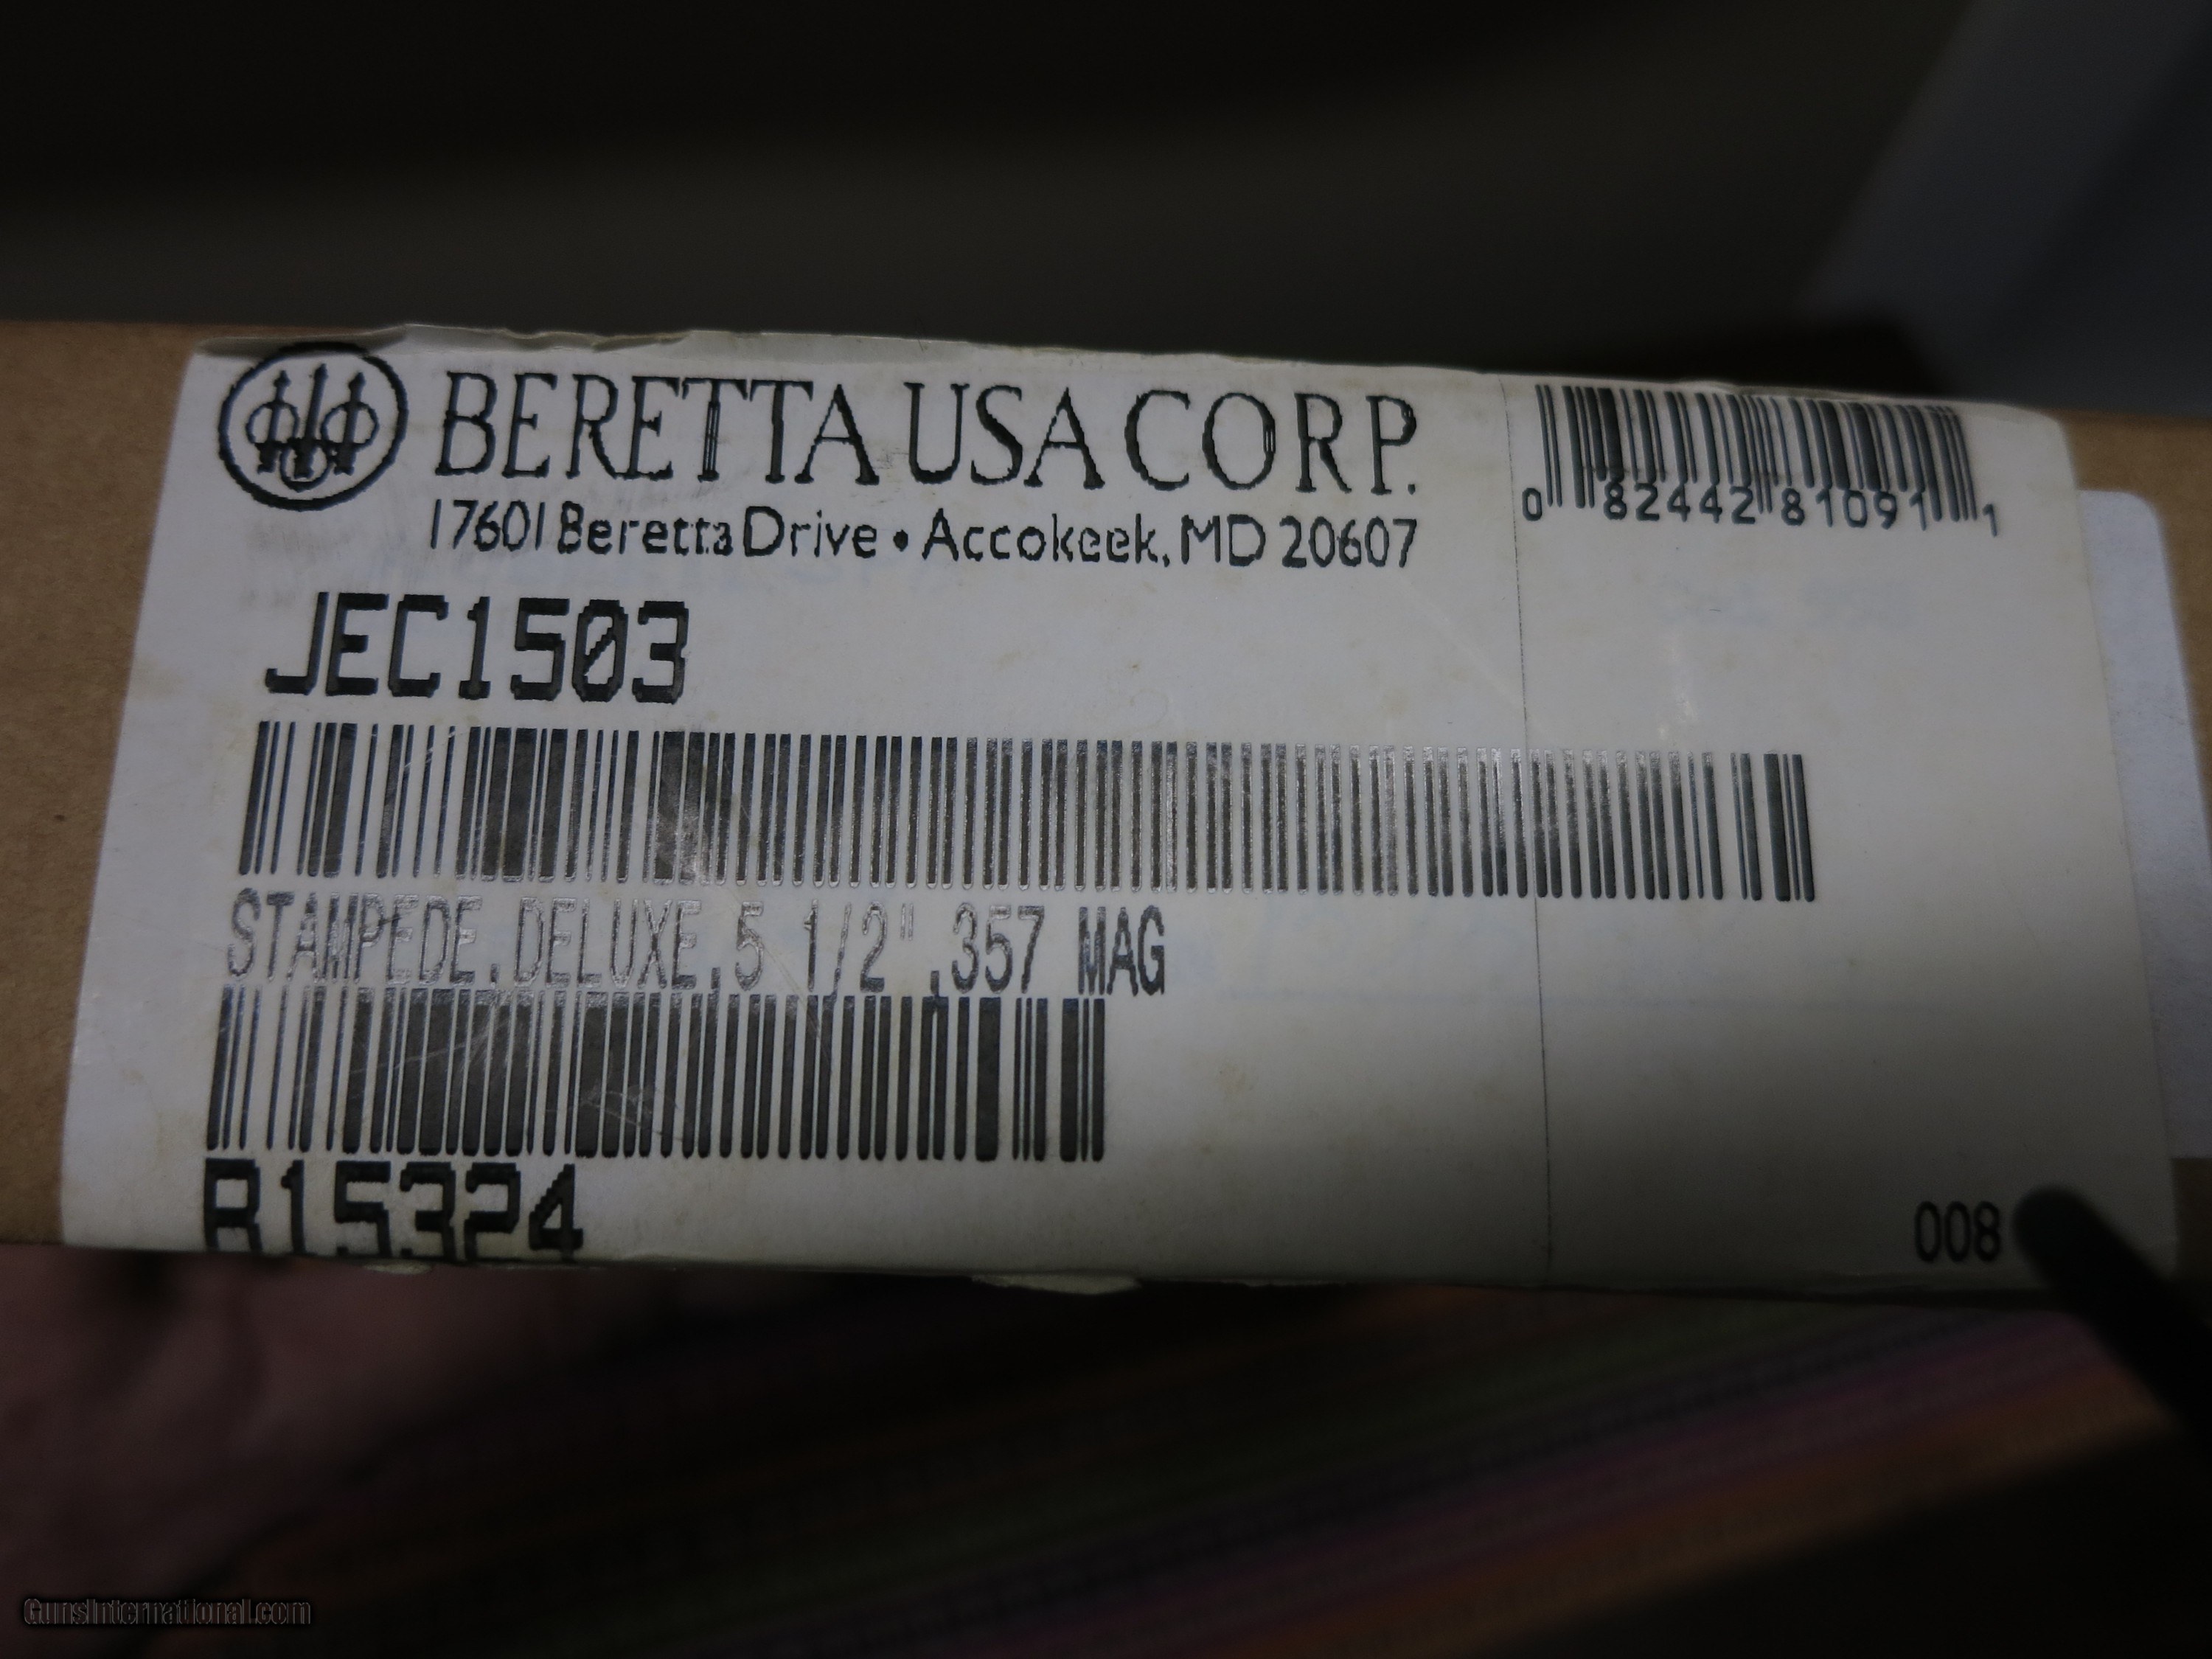 BERETTA USA CORP.
17601 Beretta Drive • Accokeek, MD 20607
0 82442 81091 1
JEC1503
STAMPEDE,DELUXE,5 1/2" ,357 MAG
R15324
008
GunsInternational.com